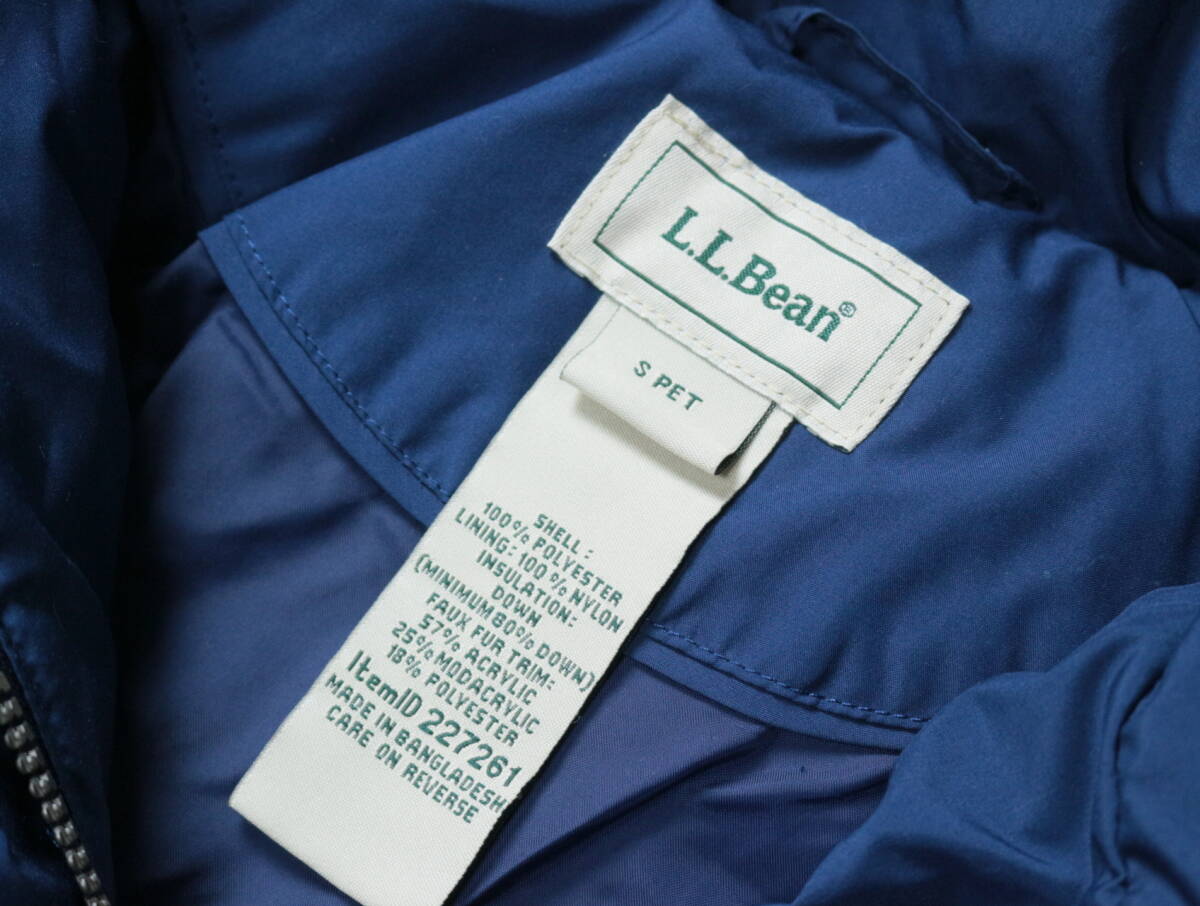 L.L.Bean®
S PET
SHELL:
100% POLYESTER
LINING: 100% NYLON
INSULATION:
DOWN
(MINIMUM 80% DOWN)
FAUX FUR TRIM:
57% ACRYLIC
25% MODACRYLIC
18% POLYESTER
ItemID 227261
MADE IN BANGLADESH
CARE ON REVERSE